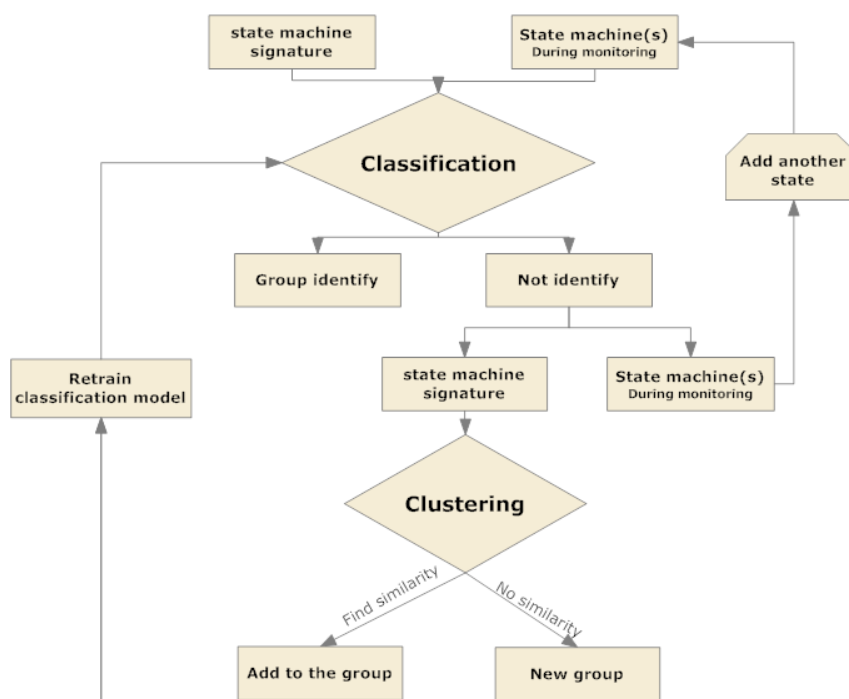 state machine
signature
State machine(s)
During monitoring
Classification
Add another
state
Group identify
Not identify
Retrain
classification model
state machine
signature
State machine(s)
During monitoring
Clustering
Find similarity
No similarity
Add to the group
New group